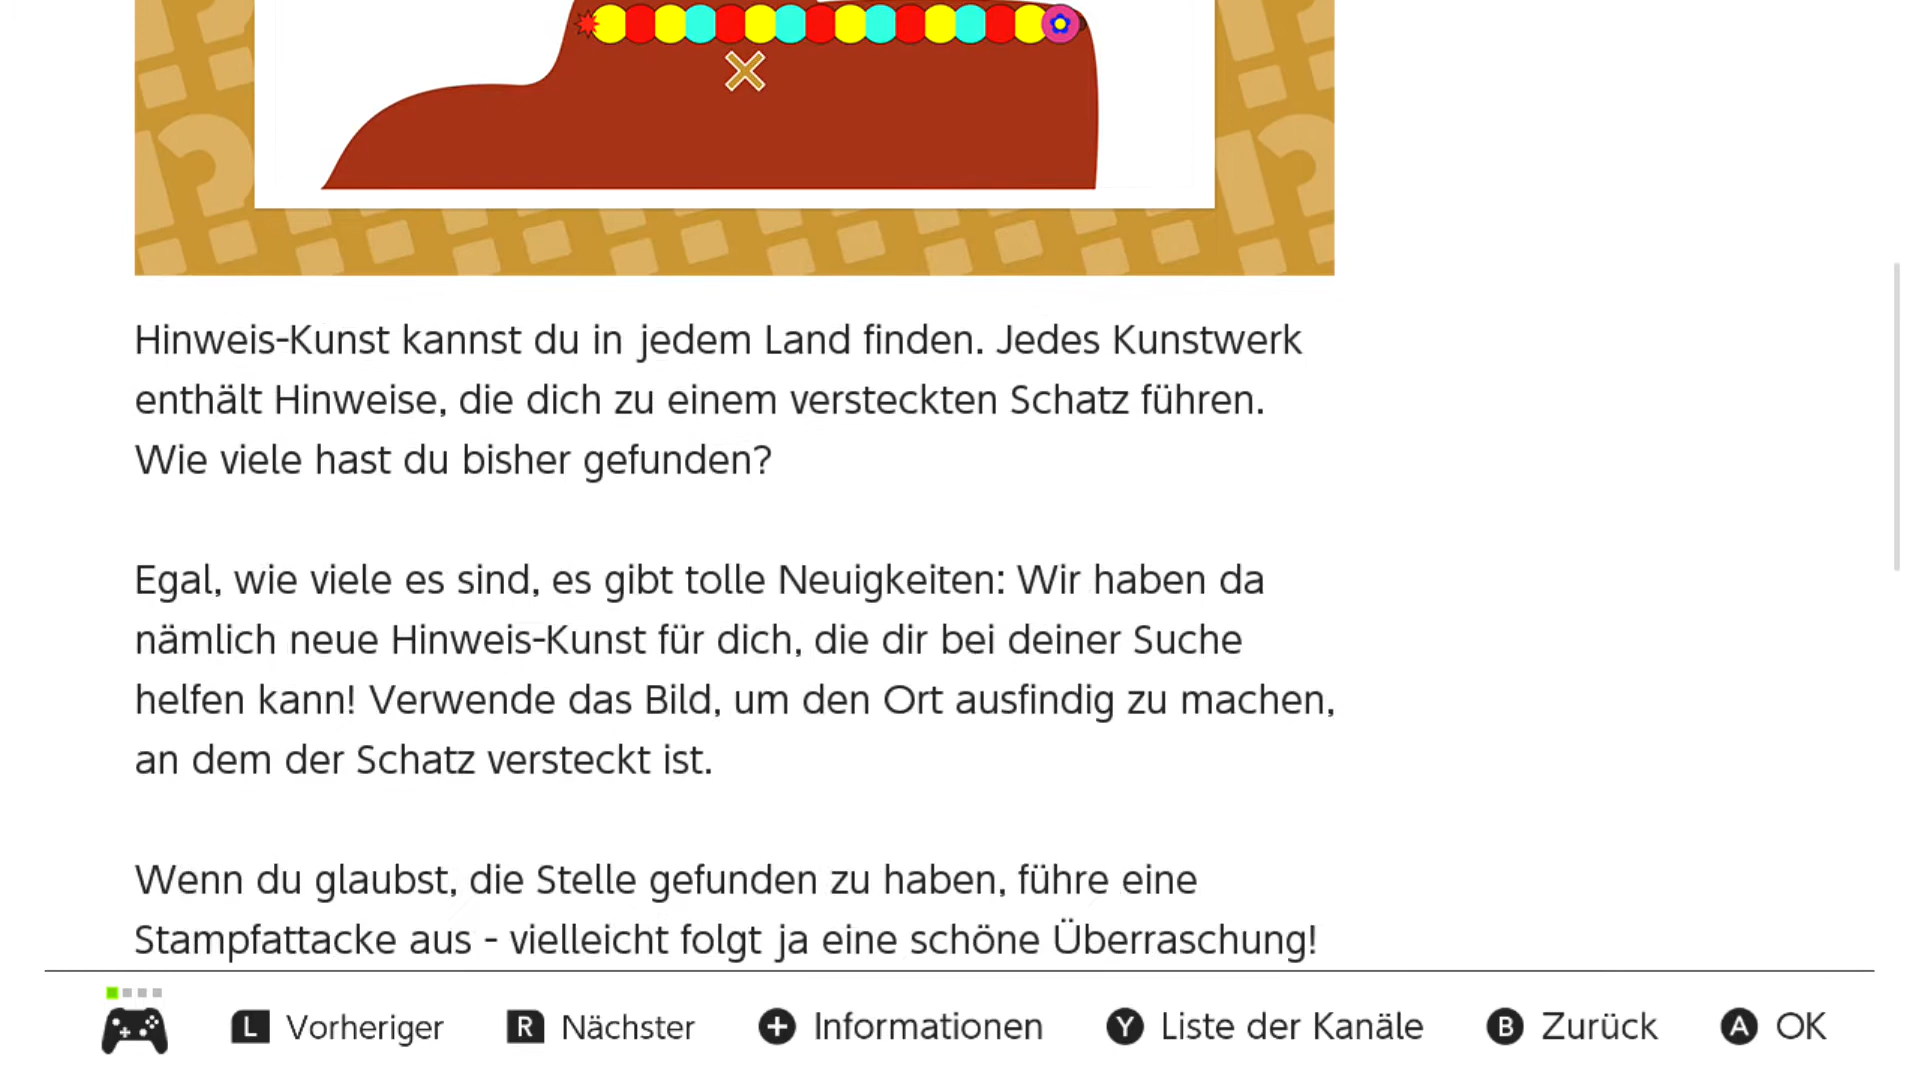 Hinweis-Kunst kannst du in jedem Land finden. Jedes Kunstwerk
enthält Hinweise, die dich zu einem versteckten Schatz führen.
Wie viele hast du bisher gefunden?
Egal, wie viele es sind, es gibt tolle Neuigkeiten: Wir haben da
nämlich neue Hinweis-Kunst für dich, die dir bei deiner Suche
helfen kann! Verwende das Bild, um den Ort ausfindig zu machen,
an dem der Schatz versteckt ist.
Wenn du glaubst, die Stelle gefunden zu haben, führe eine
Stampfattacke aus - vielleicht folgt ja eine schöne Überraschung!
L Vorheriger R Nächster + Informationen Y Liste der Kanäle B Zurück A OK